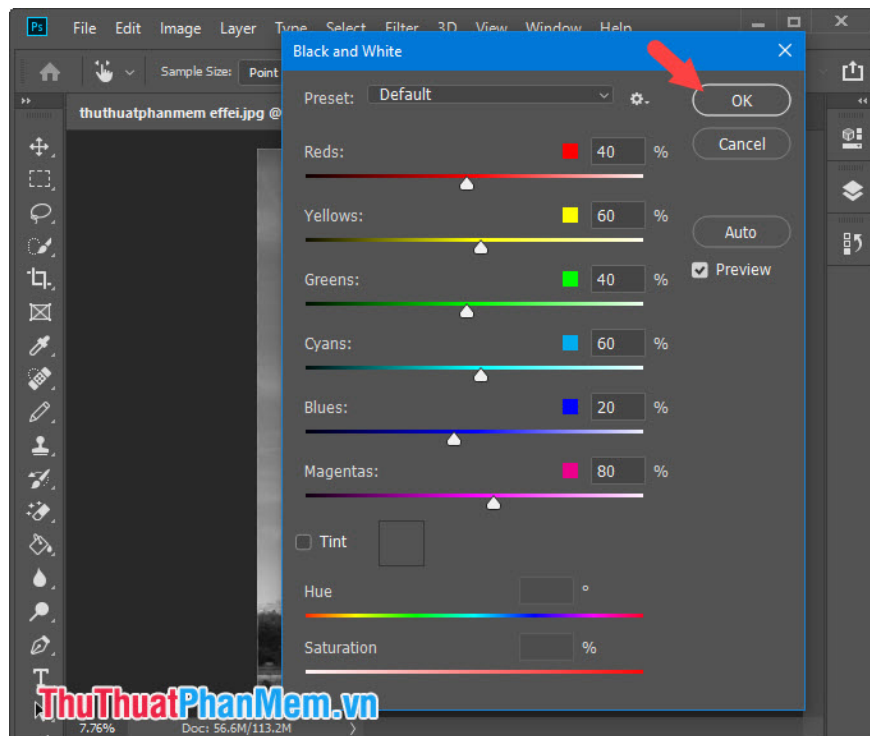 Ps File Edit Image Layer Type Select Filter 3D View Window Help
Black and White
Sample Size: Point
Preset: Default
OK
thuthuatphanmem effei.jpg @
Cancel
Reds: 40 %
Yellows: 60 %
Auto
Greens: 40 %
Preview
Cyans: 60 %
Blues: 20 %
Magentas: 80 %
Tint
Hue °
Saturation %
ThuThuatPhanMem.vn
7.76% Doc: 56.6M/113.2M